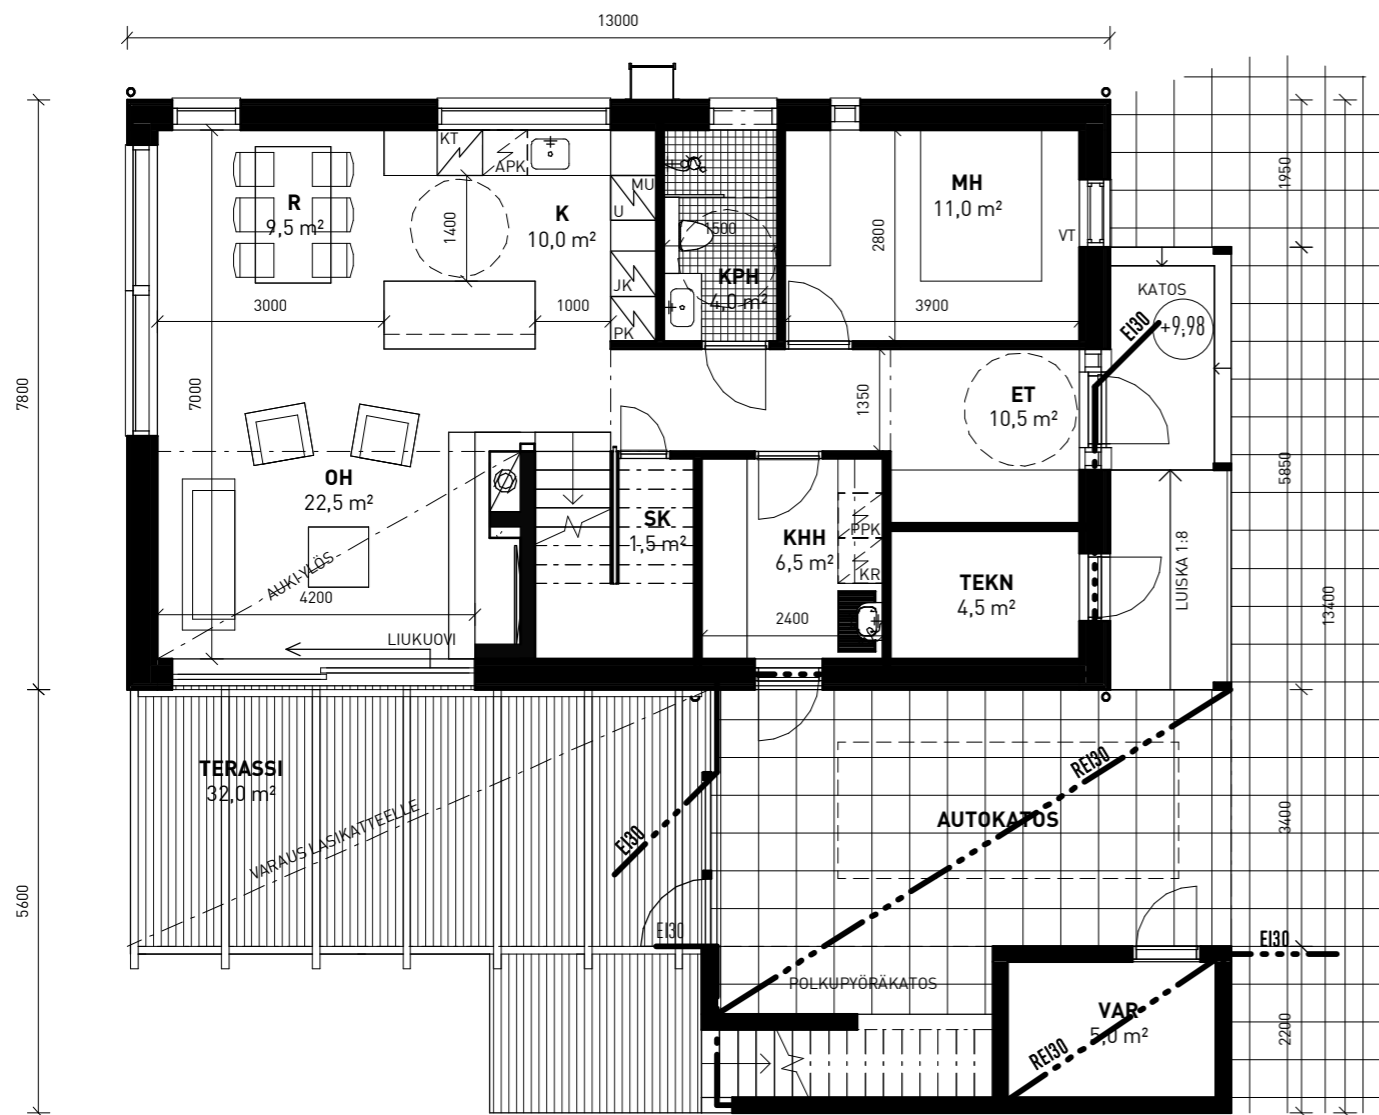 13000
KT
APK
MU
U
R
9,5 m²
K
10,0 m²
1400
1500
KPH
4,0 m²
MH
11,0 m²
VT
2800
1950
KATOS
+9,98
EI30
JK
PK
3000
1000
3900
7800
7000
1350
ET
10,5 m²
OH
22,5 m²
SK
1,5 m²
KHH
6,5 m²
PPK
KR
TEKN
4,5 m²
LUISKA 1:8
5850
13400
AUKI YLÖS
4200
LIUKUOVI
2400
TERASSI
32,0 m²
VARAUS LASIKATTEELLE
EI30
REI30
AUTOKATOS
3400
5600
EI30
EI30
POLKUPYÖRÄKATOS
VAR
5,0 m²
REI30
2200